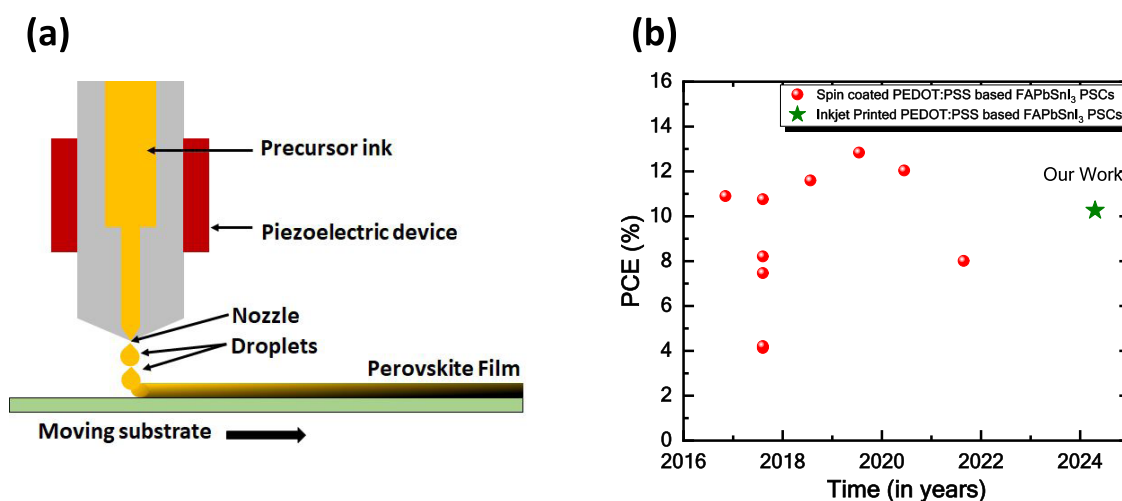 (a)
Precursor ink
Piezoelectric device
Nozzle
Droplets
Perovskite Film
Moving substrate
(b)
16
14
12
10
8
6
4
2
0
PCE (%)
Spin coated PEDOT:PSS based FAPbSnI₃ PSCs
Inkjet Printed PEDOT:PSS based FAPbSnI₃ PSCs
Our Work
2016 2018 2020 2022 2024
Time (in years)